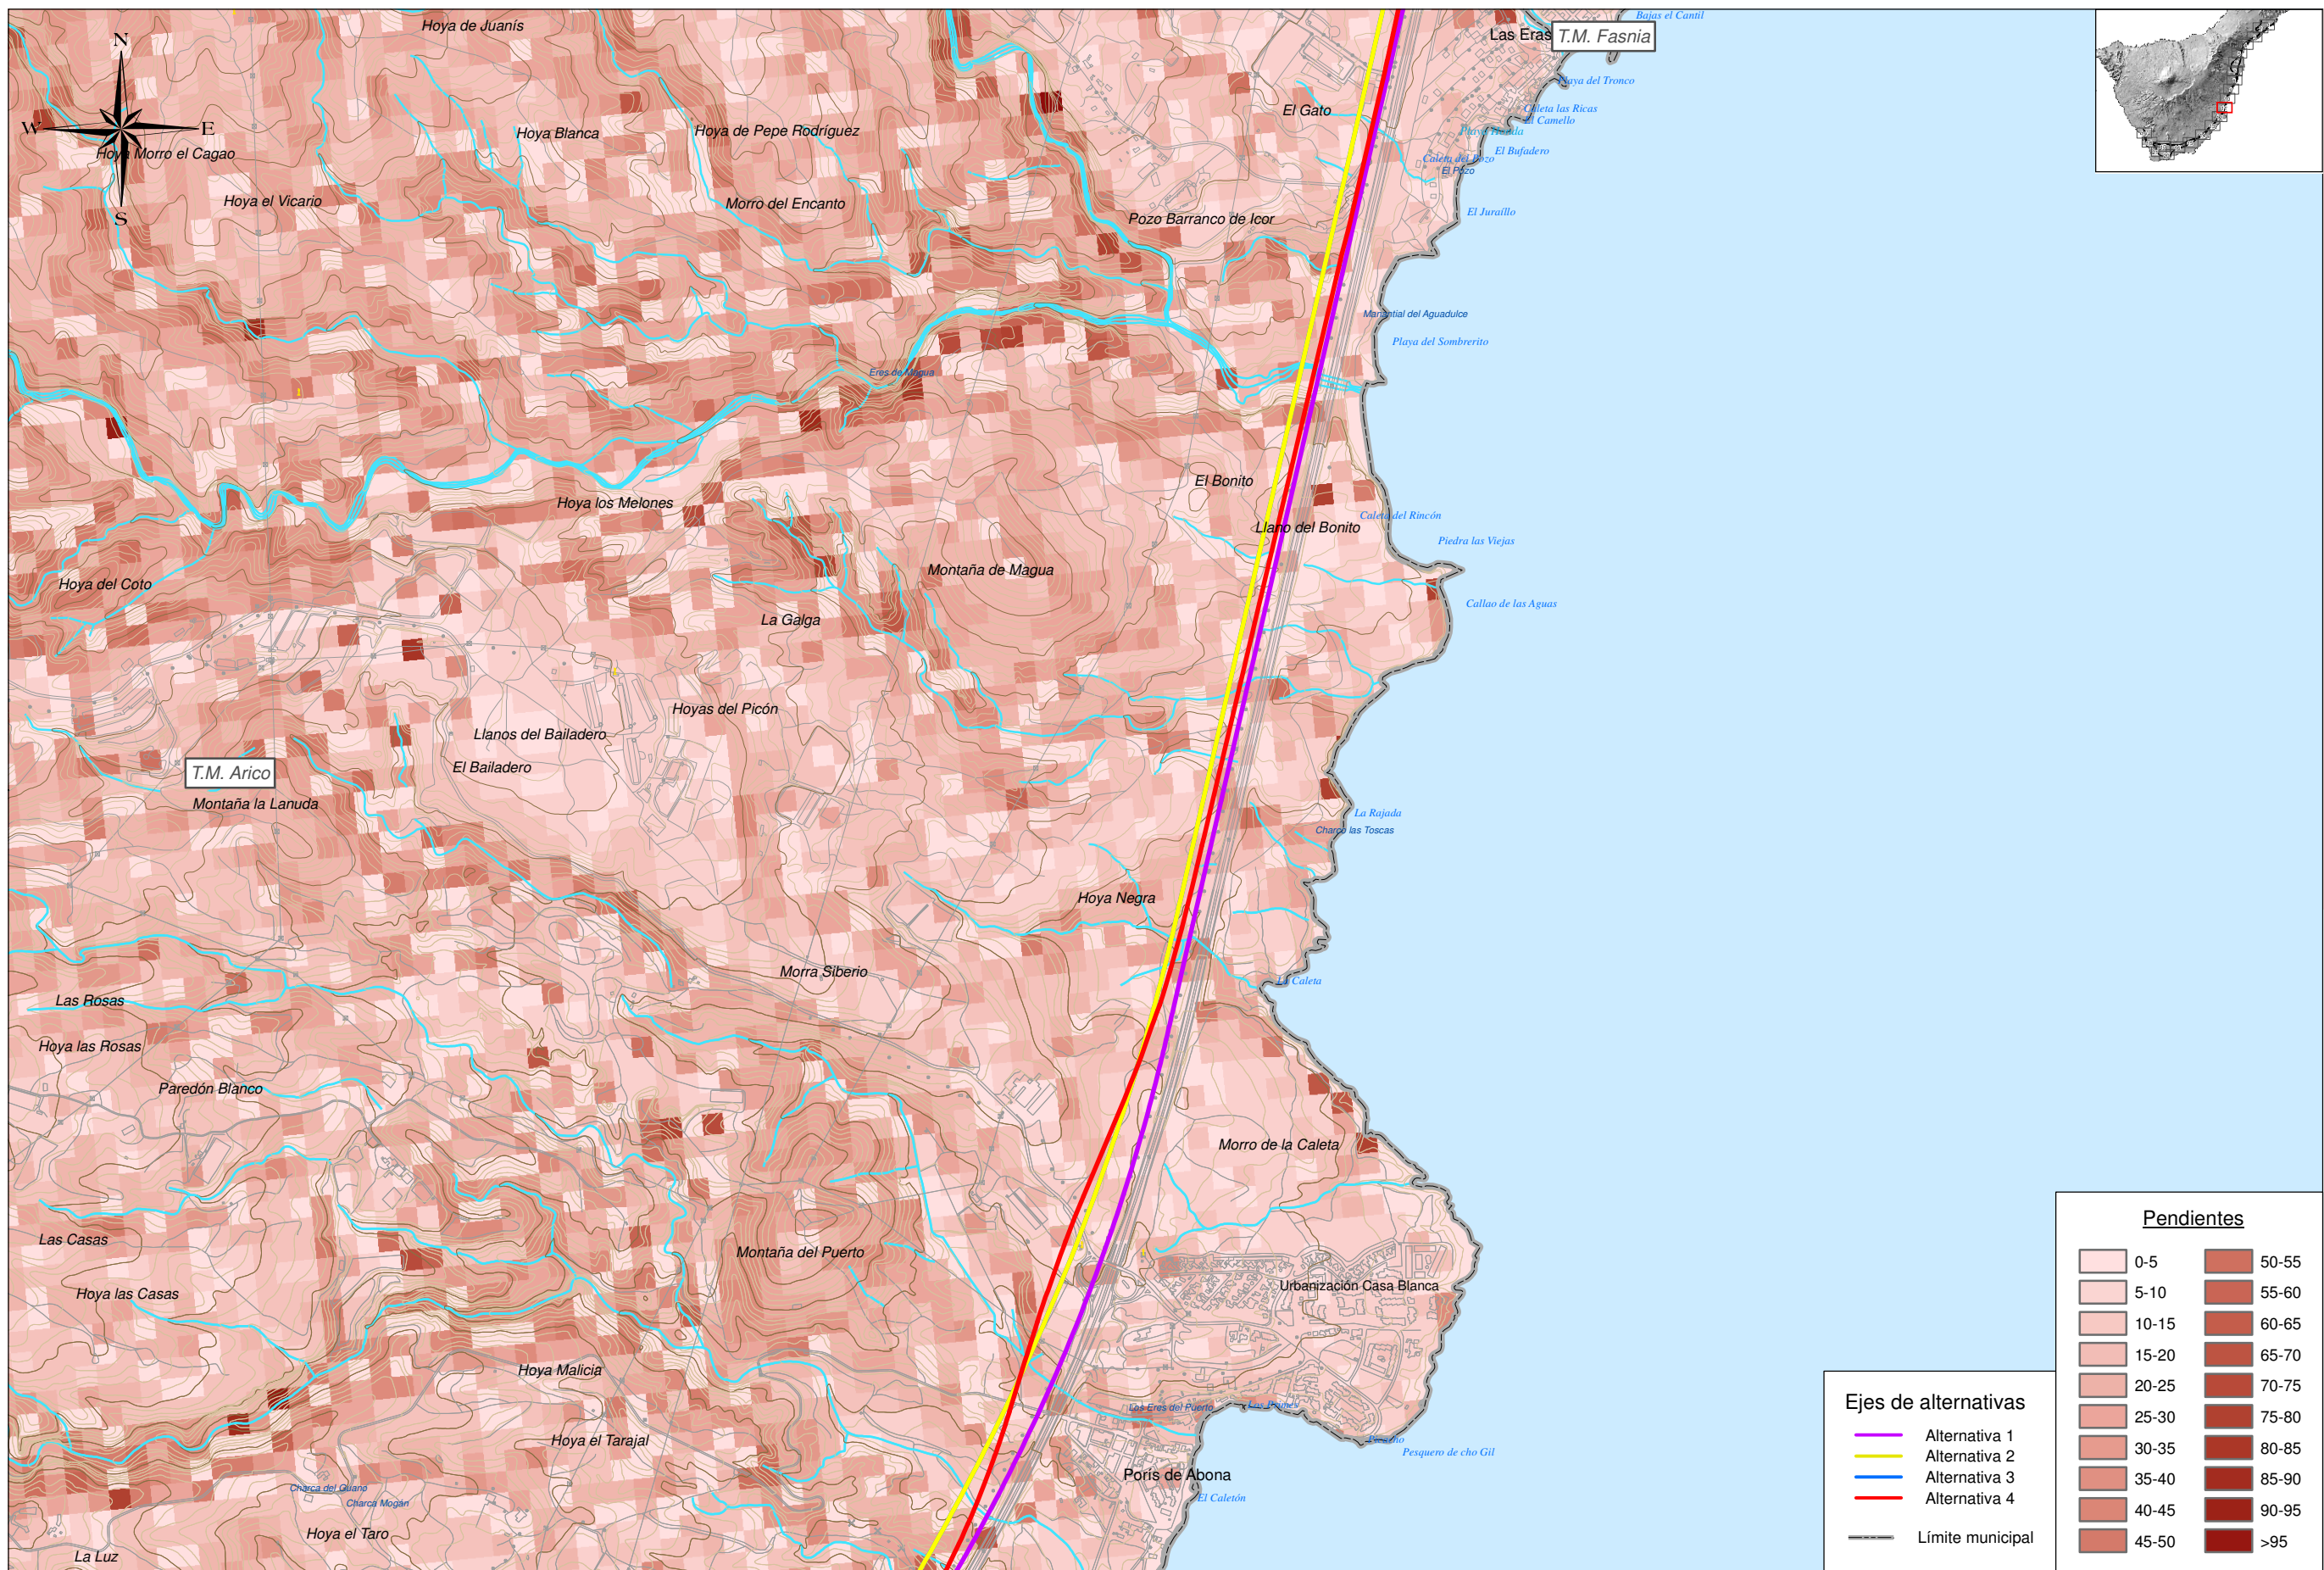 Hoya de Juanís
Las Eras
T.M. Fasnia
Bajas el Cantil
N
W
E
S
Hoya Morro el Cagao
Hoya Blanca
Hoya de Pepe Rodríguez
El Gato
Playa del Tronco
Caleta las Ricas
El Camello
Playa Honda
El Bufadero
Caleta del Pozo
El Pozo
Hoya el Vicario
Morro del Encanto
Pozo Barranco de Icor
El Juraíllo
Manantial del Aguadulce
Playa del Sombrerito
Eres de Magua
El Bonito
Hoya los Melones
Llano del Bonito
Caleta del Rincón
Piedra las Viejas
Hoya del Coto
Montaña de Magua
Callao de las Aguas
La Galga
Hoyas del Picón
Llanos del Bailadero
El Bailadero
T.M. Arico
Montaña la Lanuda
La Rajada
Charco las Toscas
Hoya Negra
Morra Siberio
La Caleta
Las Rosas
Hoya las Rosas
Paredón Blanco
Morro de la Caleta
Las Casas
Montaña del Puerto
Hoya las Casas
Urbanización Casa Blanca
Hoya Malicia
Los Eres del Puerto
Hoya el Tarajal
Pesquero de cho Gil
Porís de Abona
El Caletón
Charca del Guano
Charca Mogán
Hoya el Taro
La Luz
Ejes de alternativas
Alternativa 1
Alternativa 2
Alternativa 3
Alternativa 4
Límite municipal
Pendientes
0-5
5-10
10-15
15-20
20-25
25-30
30-35
35-40
40-45
45-50
50-55
55-60
60-65
65-70
70-75
75-80
80-85
85-90
90-95
>95